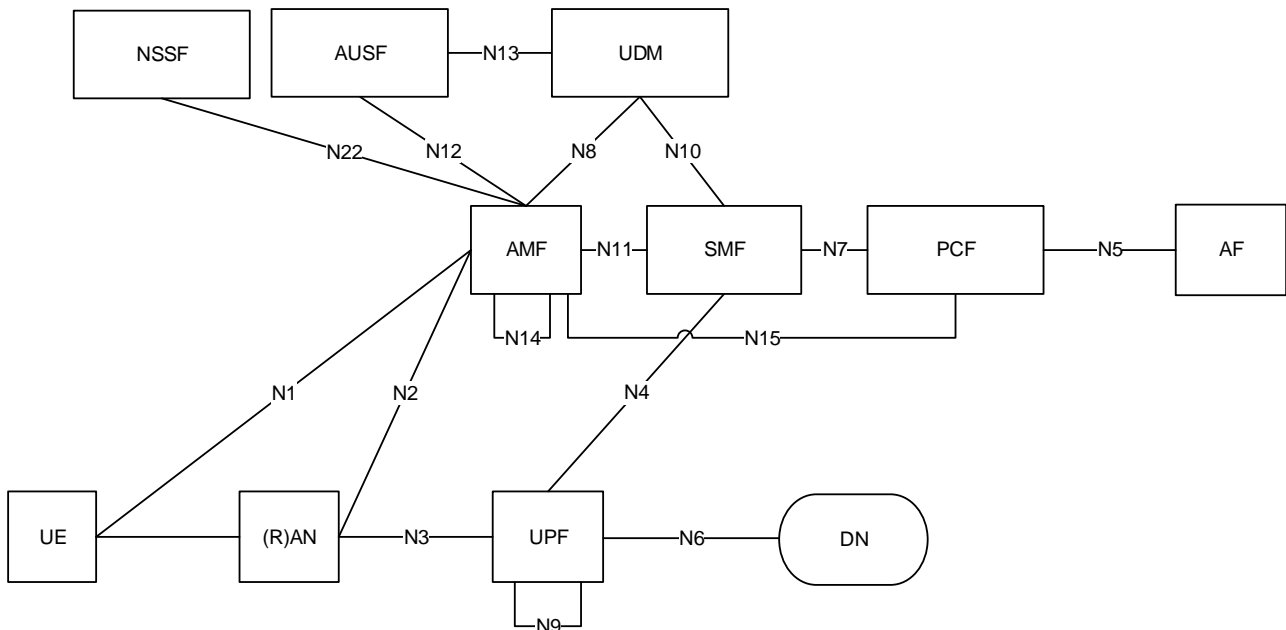 NSSF
AUSF
N13
UDM
N22
N12
N8
N10
AMF
N11
SMF
N7
PCF
N5
AF
N14
N15
N1
N2
N4
UE
(R)AN
N3
UPF
N6
DN
N9